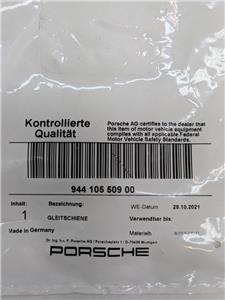 Kontrollierte
Qualität
Porsche AG certifies to the dealer that
this item of motor vehicle equipment
complies with all applicable Federal
Motor Vehicle Safety Standards.
944 105 509 00
Inhalt: Bezeichnung: WE-Datum 29.10.2021
1 GLEITSCHIENE Verwendbar bis:
Made in Germany Materialb
Dr. Ing. h.c. F. Porsche AG / Porscheplatz 1 / D-70435 Stuttgart
PORSCHE